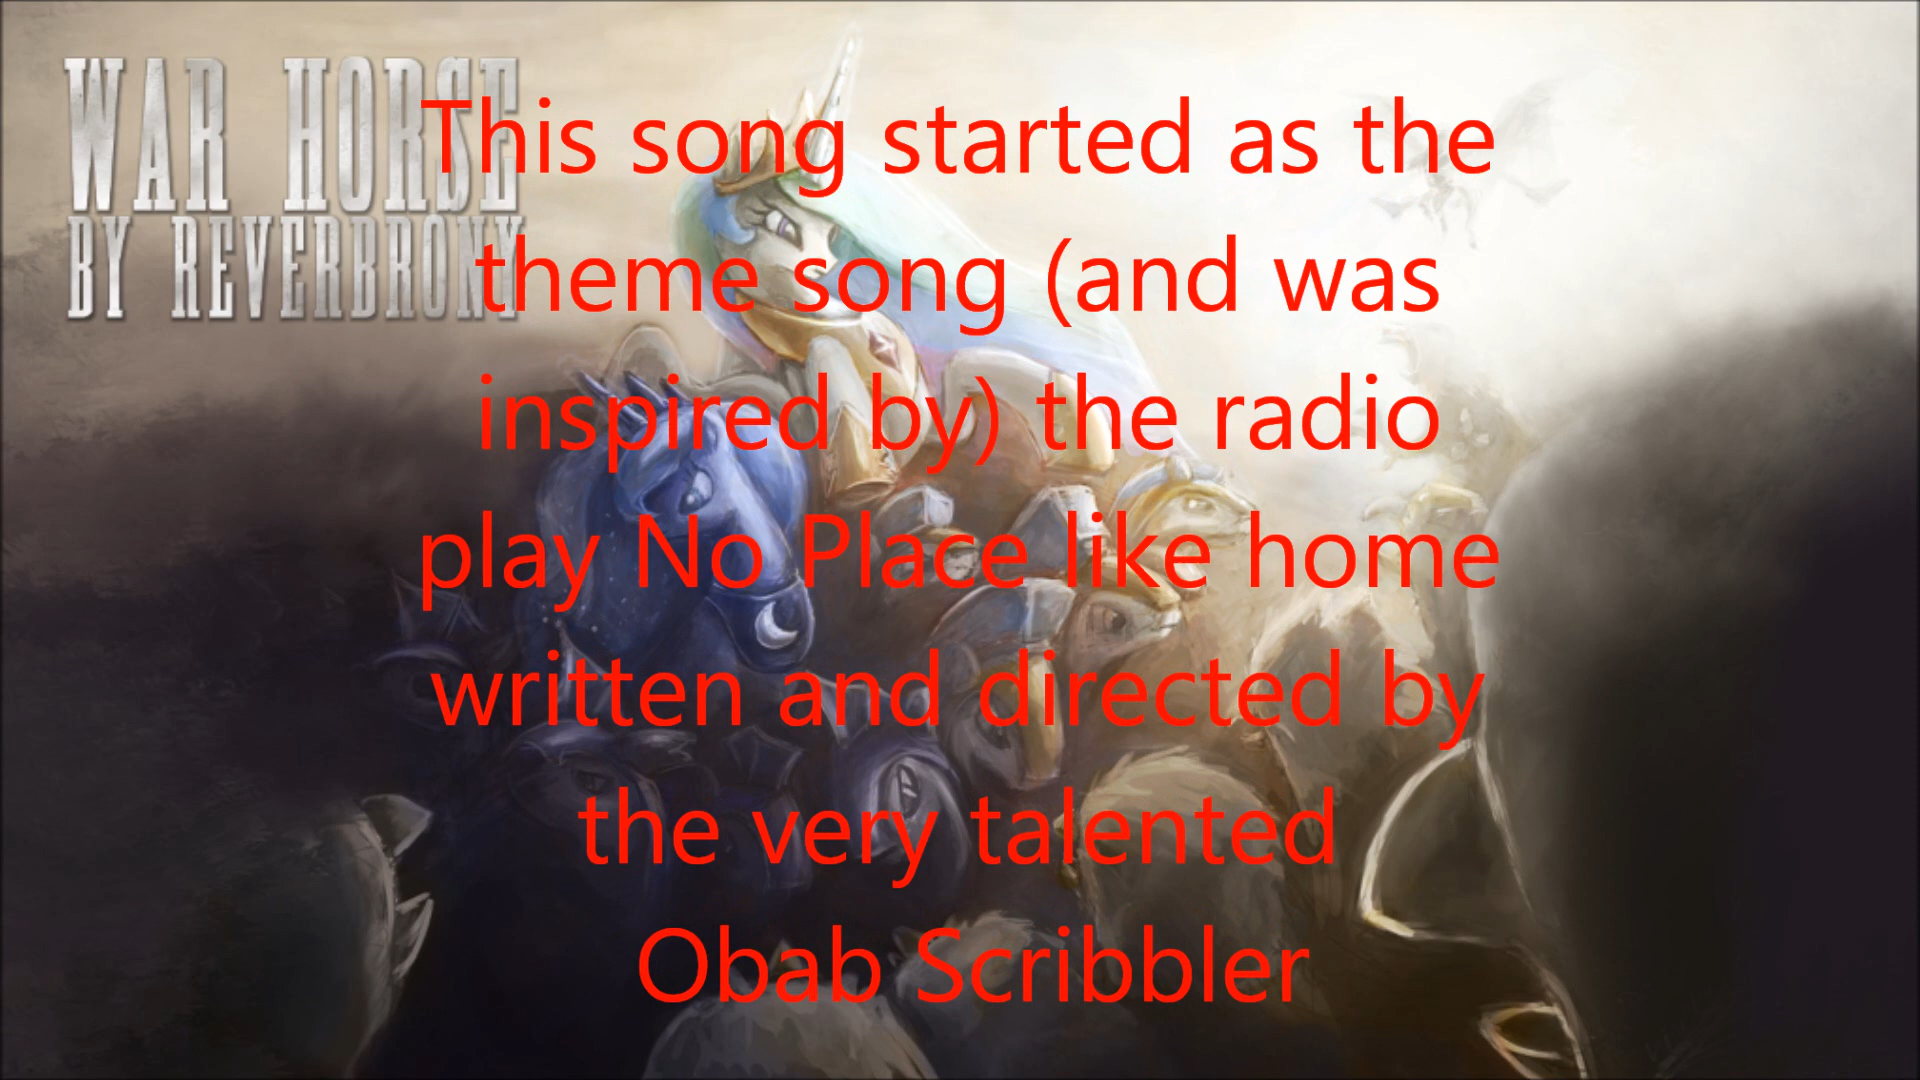 WAR HORSE
BY REVERBRONY
This song started as the
theme song (and was
inspired by) the radio
play No Place like home
written and directed by
the very talented
Obab Scribbler